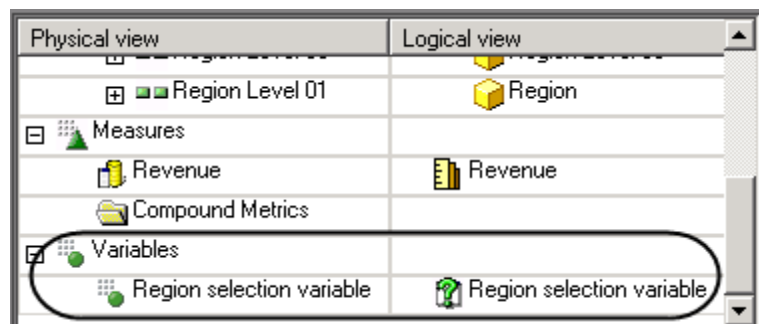 Physical view Logical view
Region Level 01 Region
Measures
Revenue Revenue
Compound Metrics
Variables
Region selection variable Region selection variable